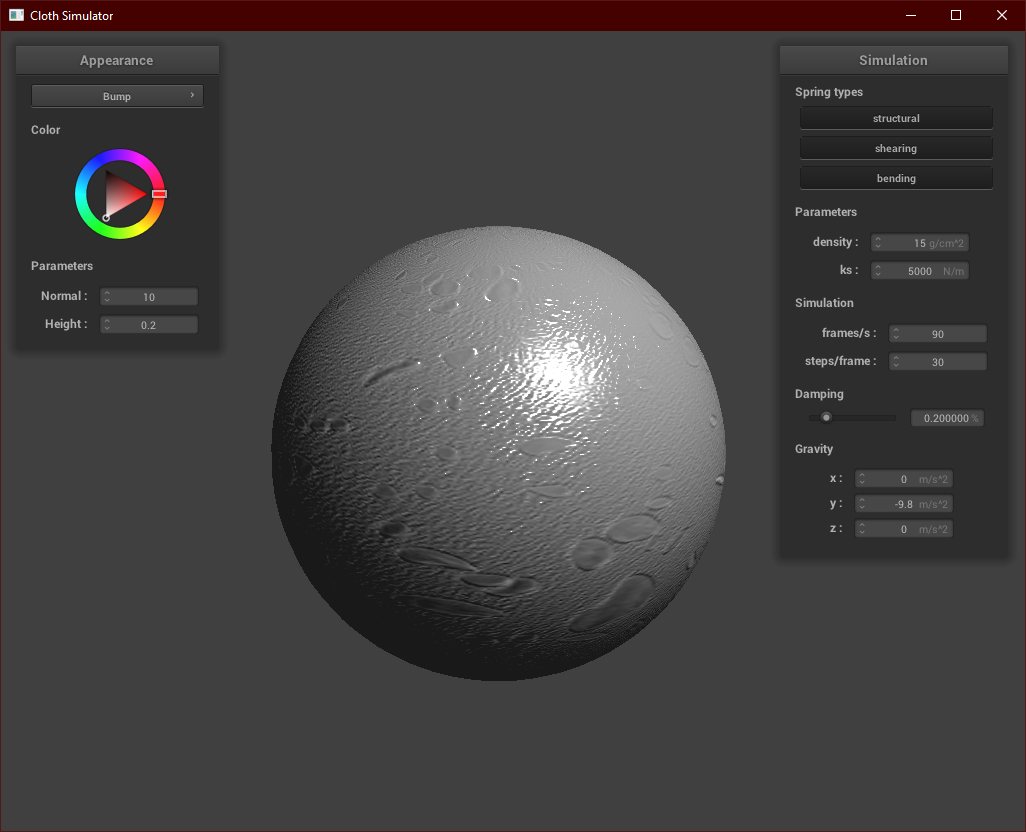 Cloth Simulator
Appearance
Bump
Color
Parameters
Normal : 10
Height : 0.2
Simulation
Spring types
structural
shearing
bending
Parameters
density : 15 g/cm^2
ks : 5000 N/m
Simulation
frames/s : 90
steps/frame : 30
Damping
0.200000 %
Gravity
x : 0 m/s^2
y : -9.8 m/s^2
z : 0 m/s^2